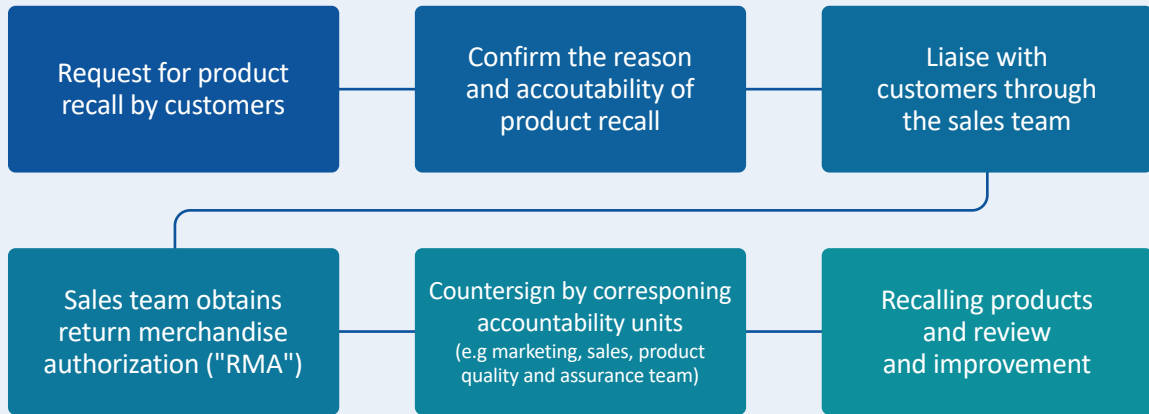 Request for product
recall by customers
Confirm the reason
and accoutability of
product recall
Liaise with
customers through
the sales team
Sales team obtains
return merchandise
authorization ("RMA")
Countersign by corresponing
accountability units
(e.g marketing, sales, product
quality and assurance team)
Recalling products
and review
and improvement